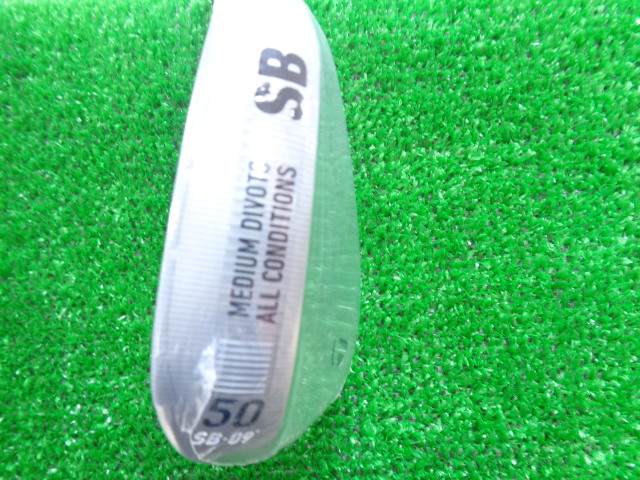 SB
MEDIUM DIVOTS
ALL CONDITIONS
50
SB-09°